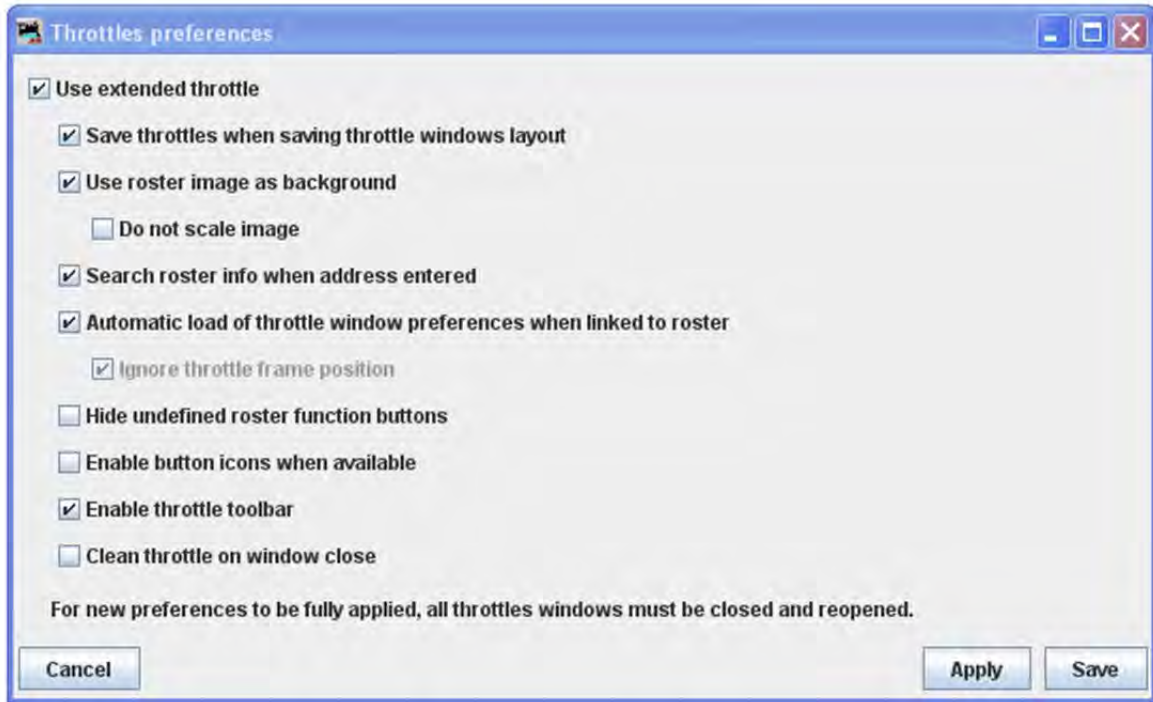 Throttles preferences
Use extended throttle
Save throttles when saving throttle windows layout
Use roster image as background
Do not scale image
Search roster info when address entered
Automatic load of throttle window preferences when linked to roster
Ignore throttle frame position
Hide undefined roster function buttons
Enable button icons when available
Enable throttle toolbar
Clean throttle on window close
For new preferences to be fully applied, all throttles windows must be closed and reopened.
Cancel Apply Save